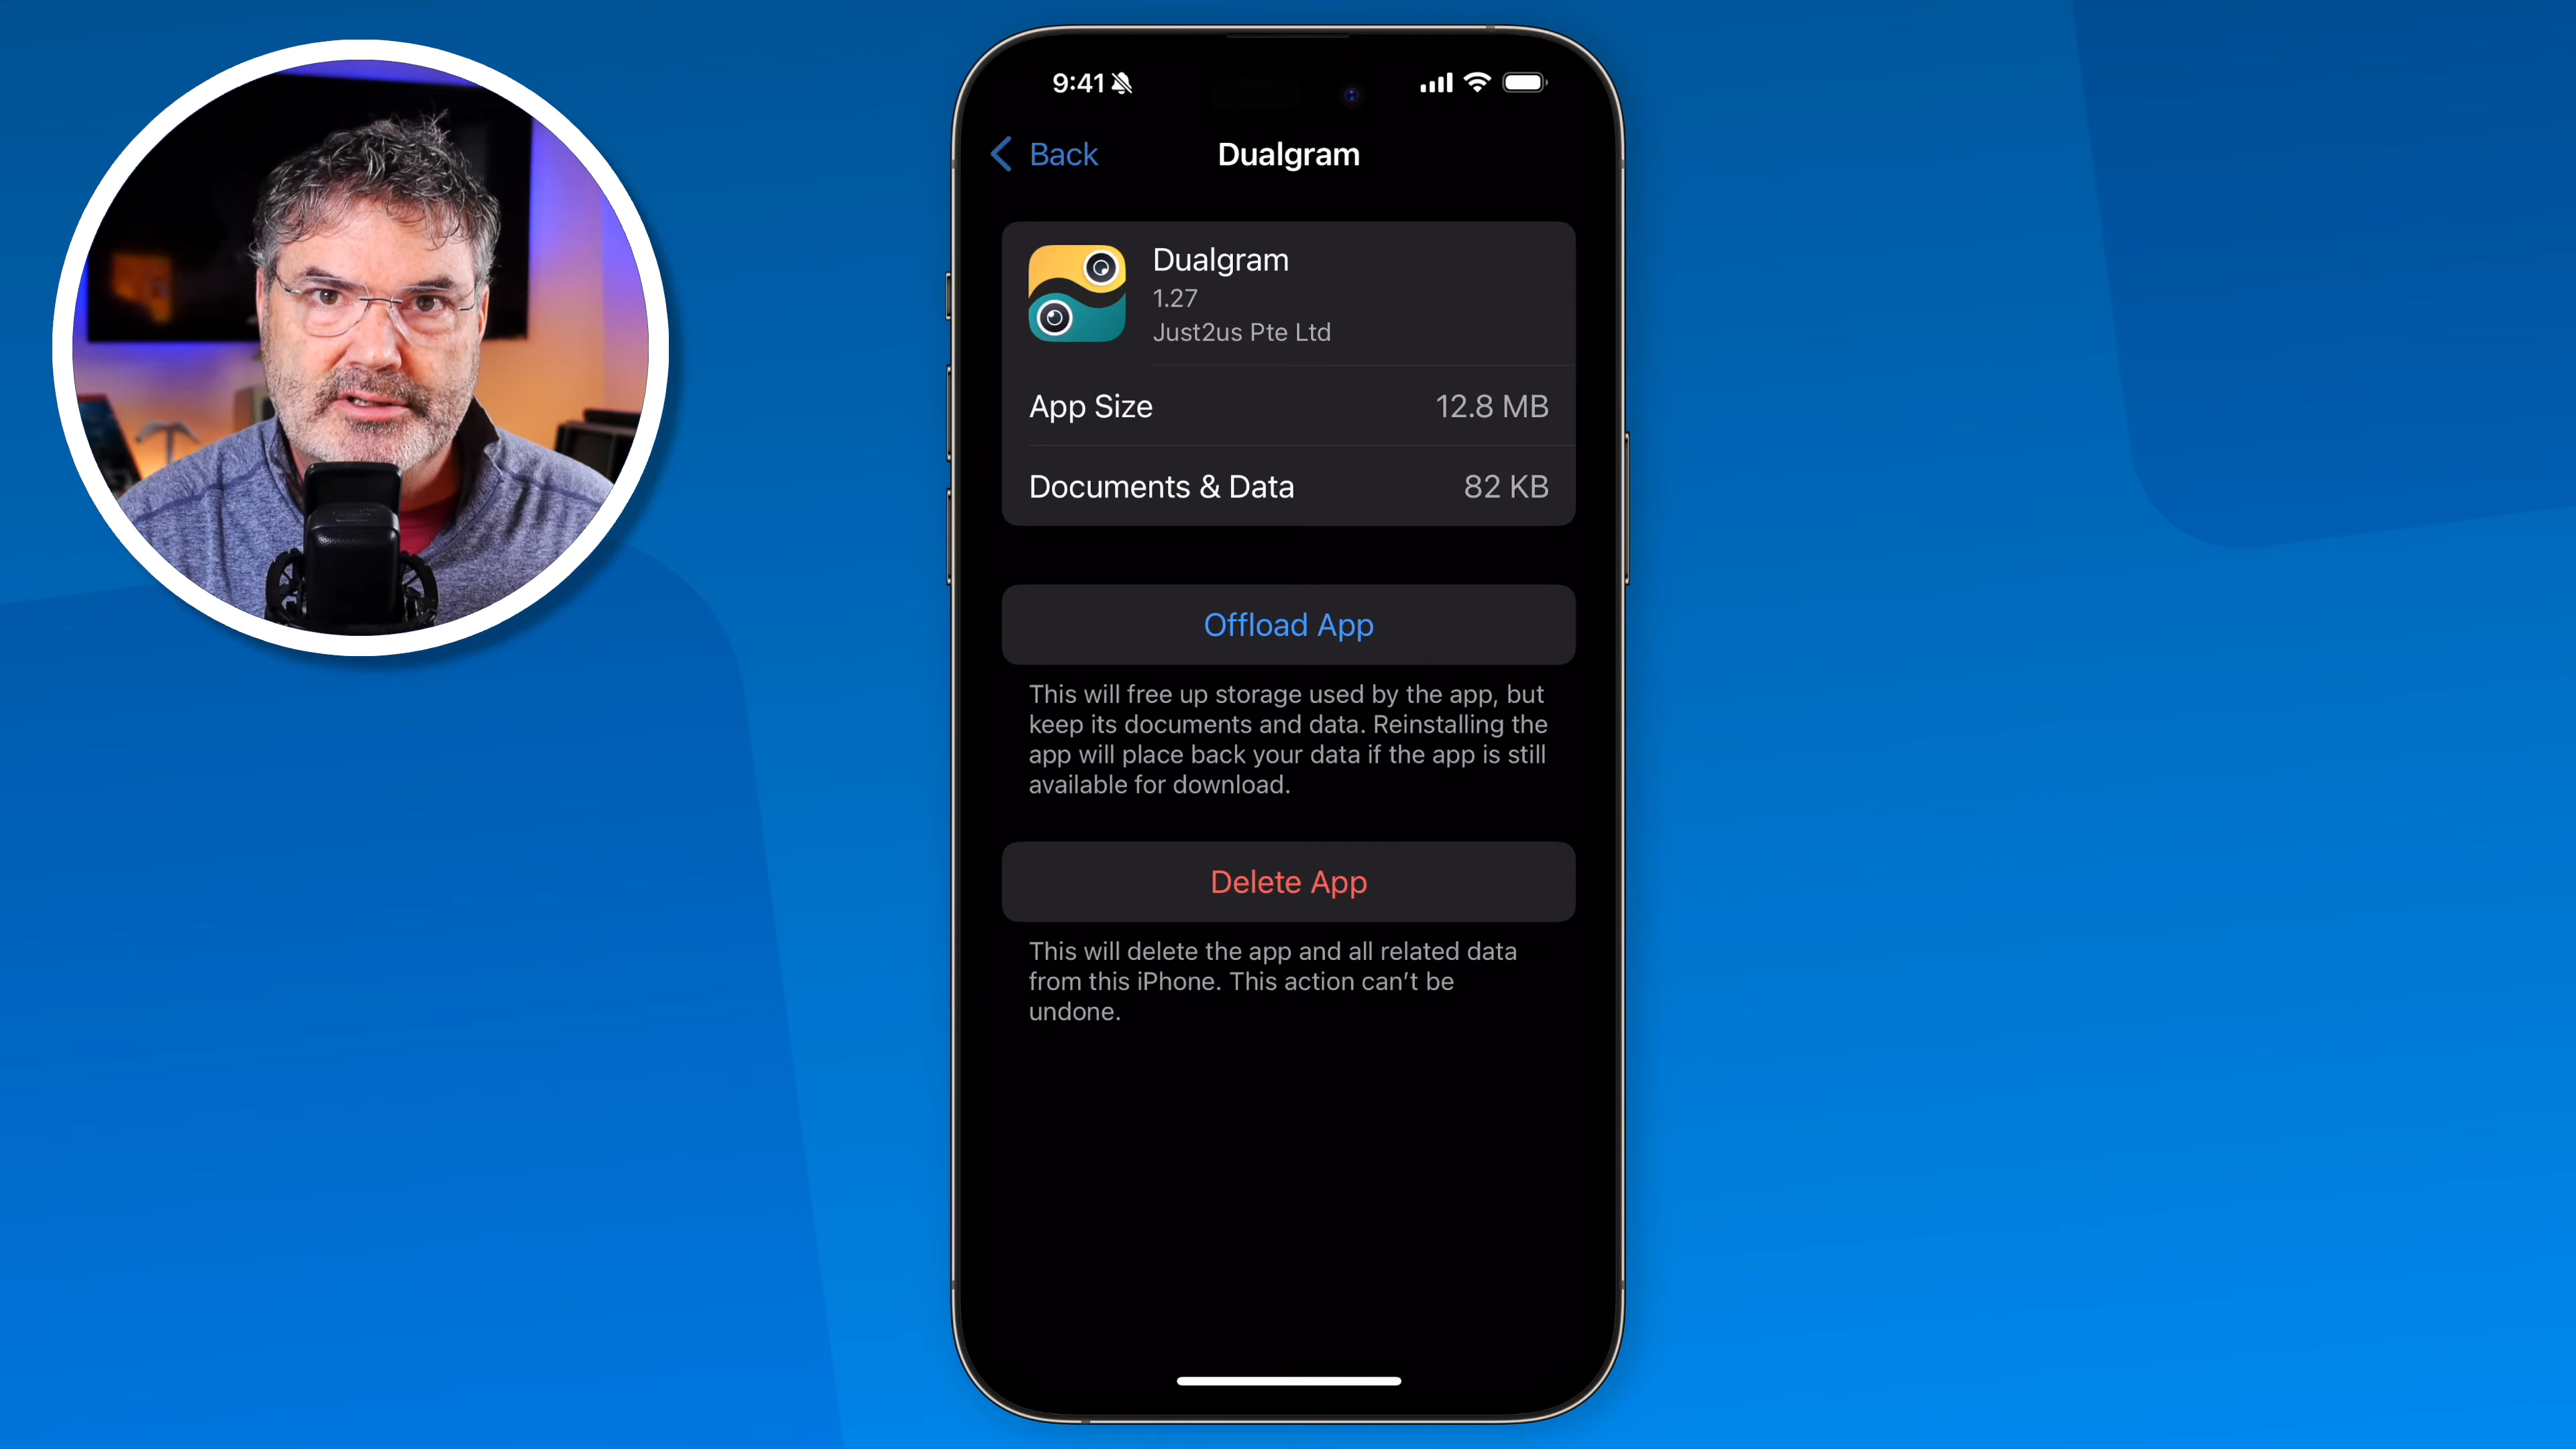 9:41
Back
Dualgram
Dualgram
1.27
Just2us Pte Ltd
App Size
12.8 MB
Documents & Data
82 KB
Offload App
This will free up storage used by the app, but
keep its documents and data. Reinstalling the
app will place back your data if the app is still
available for download.
Delete App
This will delete the app and all related data
from this iPhone. This action can’t be
undone.